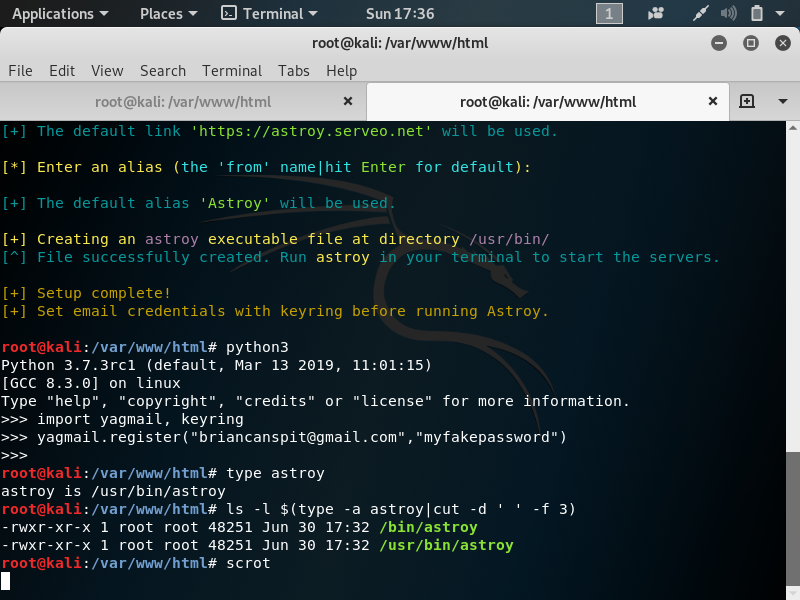 Applications Places Terminal Sun 17:36 1
root@kali: /var/www/html
File Edit View Search Terminal Tabs Help
root@kali: /var/www/html root@kali: /var/www/html
[+] The default link 'https://astroy.serveo.net' will be used.
[*] Enter an alias (the 'from' name|hit Enter for default):
[+] The default alias 'Astroy' will be used.
[+] Creating an astroy executable file at directory /usr/bin/
[^] File successfully created. Run astroy in your terminal to start the servers.
[+] Setup complete!
[+] Set email credentials with keyring before running Astroy.
root@kali:/var/www/html# python3
Python 3.7.3rc1 (default, Mar 13 2019, 11:01:15)
[GCC 8.3.0] on linux
Type "help", "copyright", "credits" or "license" for more information.
>>> import yagmail, keyring
>>> yagmail.register("briancanspit@gmail.com","myfakepassword")
>>>
root@kali:/var/www/html# type astroy
astroy is /usr/bin/astroy
root@kali:/var/www/html# ls -l $(type -a astroy|cut -d ' ' -f 3)
-rwxr-xr-x 1 root root 48251 Jun 30 17:32 /bin/astroy
-rwxr-xr-x 1 root root 48251 Jun 30 17:32 /usr/bin/astroy
root@kali:/var/www/html# scrot